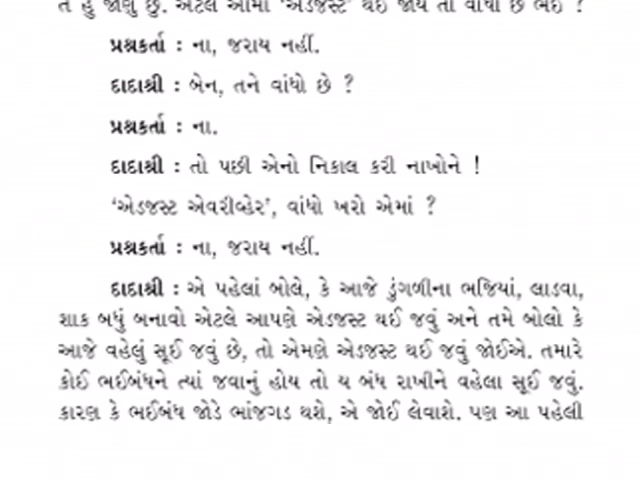 તે હું જાણું છું. એટલે આમાં ‘એડજસ્ટ’ થઈ જાય તો વાંધો છે ભઈ ?
પ્રશ્નકર્તા : ના, જરાય નહીં.
દાદાશ્રી : બેન, તને વાંધો છે ?
પ્રશ્નકર્તા : ના.
દાદાશ્રી : તો પછી એનો નિકાલ કરી નાખોને !
‘એડજસ્ટ એવરીવ્હેર’, વાંધો ખરો એમાં ?
પ્રશ્નકર્તા : ના, જરાય નહીં.
દાદાશ્રી : એ પહેલાં બોલે, કે આજે ડુંગળીના ભજિયાં, લાડવા,
શાક બધું બનાવો એટલે આપણે એડજસ્ટ થઈ જવું અને તમે બોલો કે
આજે વહેલું સૂઈ જવું છે, તો એમણે એડજસ્ટ થઈ જવું જોઈએ. તમારે
કોઈ ભઈબંધને ત્યાં જવાનું હોય તો ય બંધ રાખીને વહેલા સૂઈ જવું.
કારણ કે ભઈબંધ જોડે ભાંજગડ થશે, એ જોઈ લેવાશે. પણ આ પહેલી